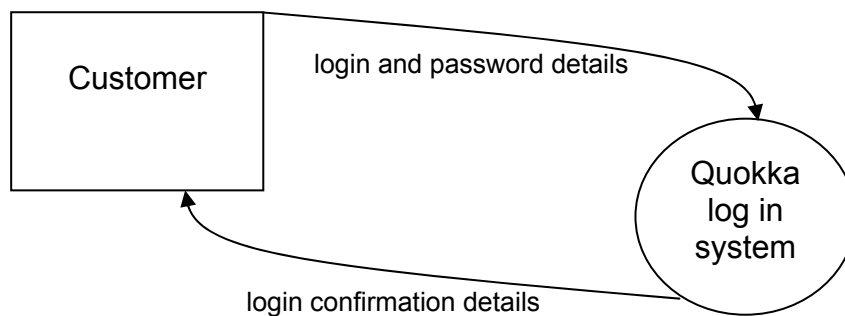 Customer
login and password details
Quokka
log in
system
login confirmation details